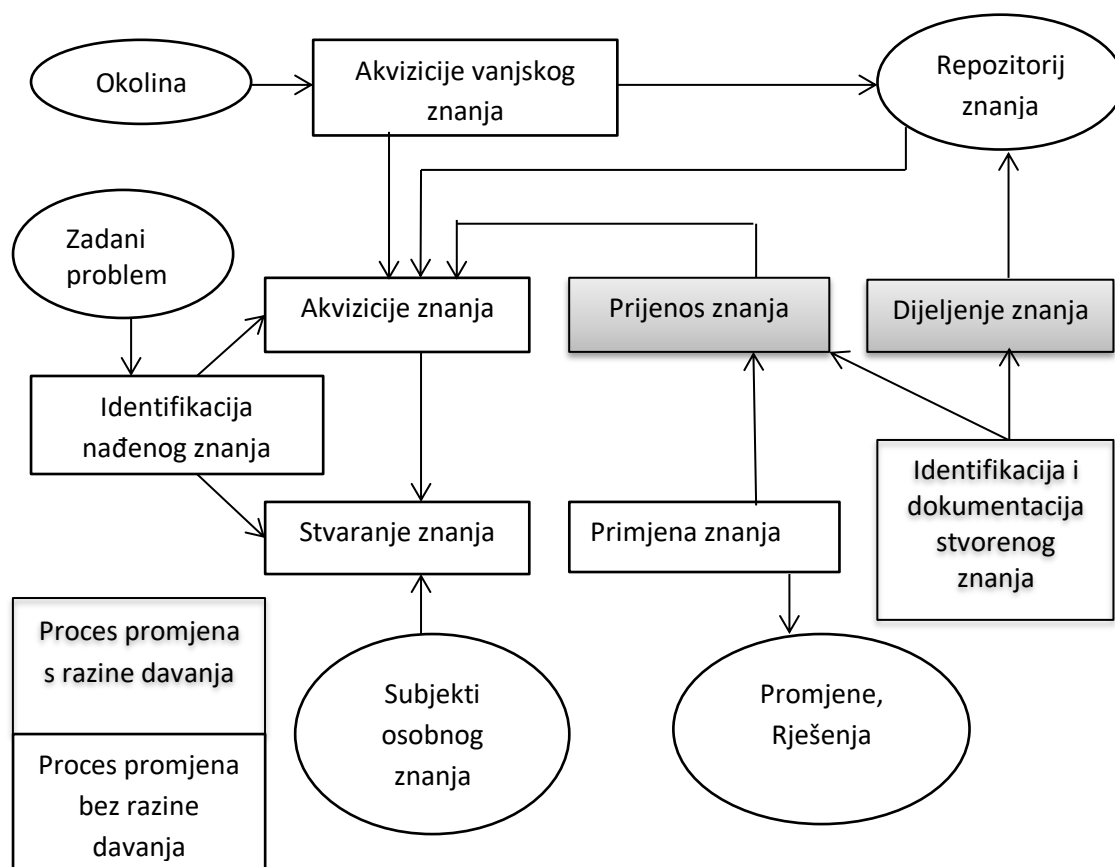 Okolina
Akvizicije vanjskog
znanja
Repozitorij
znanja
Zadani
problem
Akvizicije znanja
Prijenos znanja
Dijeljenje znanja
Identifikacija
nađenog znanja
Identifikacija i
dokumentacija
stvorenog
znanja
Stvaranje znanja
Primjena znanja
Proces promjena
s razine davanja
Proces promjena
bez razine
davanja
Subjekti
osobnog
znanja
Promjene,
Rješenja